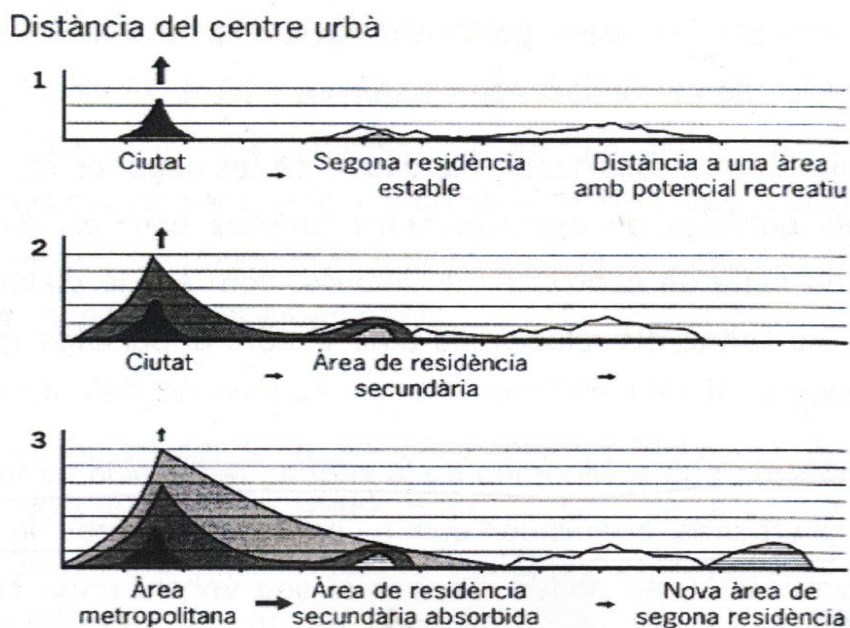 Distància del centre urbà
1
Ciutat
Segona residència
estable
Distància a una àrea
amb potencial recreatiu
2
Ciutat
Àrea de residència
secundària
3
Àrea
metropolitana
Àrea de residència
secundària absorbida
Nova àrea de
segona residència